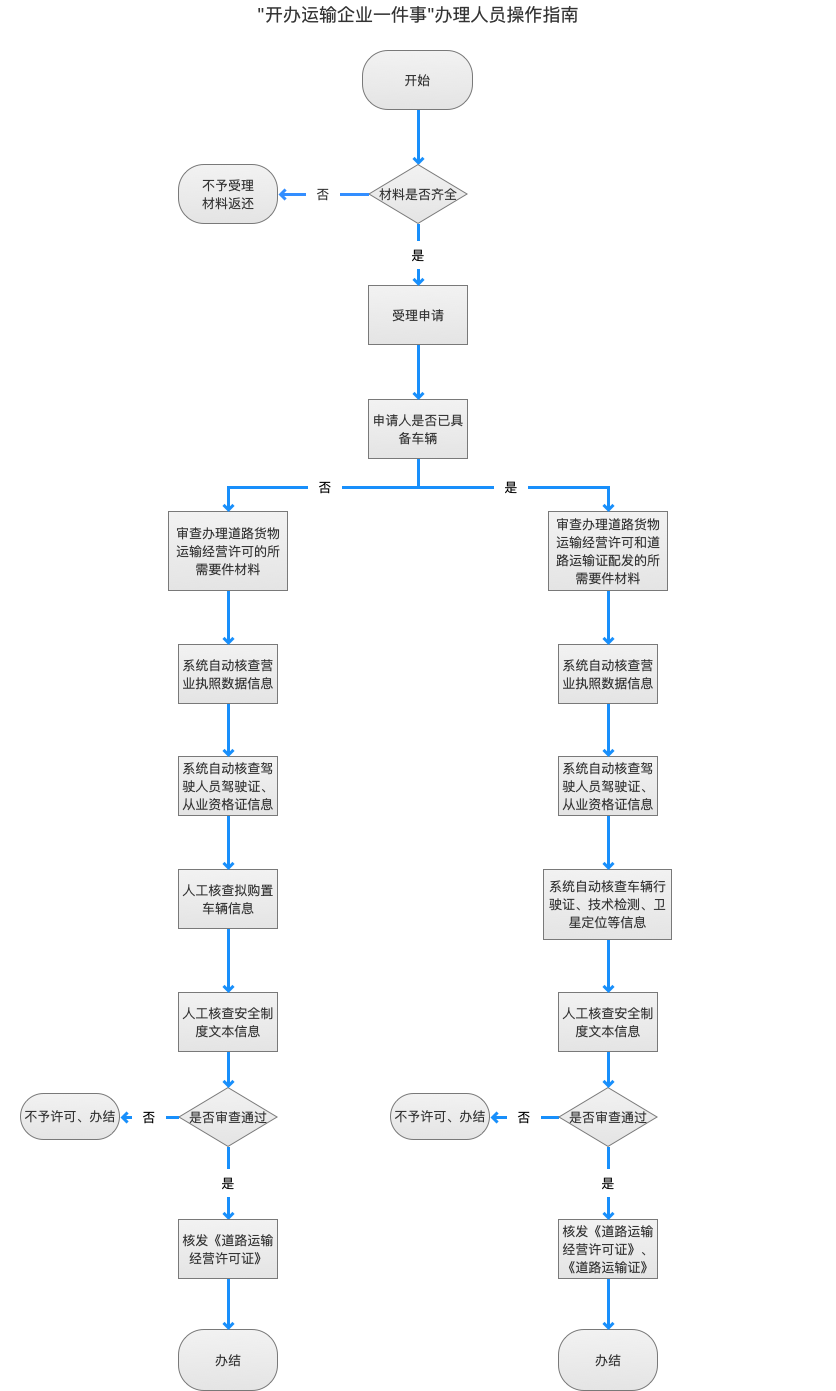 "开办运输企业一件事"办理人员操作指南
开始
不予受理
材料返还
否
材料是否齐全
是
受理申请
申请人是否已具
备车辆
否
是
审查办理道路货物
运输经营许可的所
需要件材料
审查办理道路货物
运输经营许可和道
路运输证配发的所
需要件材料
系统自动核查营
业执照数据信息
系统自动核查营
业执照数据信息
系统自动核查驾
驶人员驾驶证、
从业资格证信息
系统自动核查驾
驶人员驾驶证、
从业资格证信息
人工核查拟购置
车辆信息
系统自动核查车辆行
驶证、技术检测、卫
星定位等信息
人工核查安全制
度文本信息
人工核查安全制
度文本信息
不予许可、办结
否
是否审查通过
不予许可、办结
否
是否审查通过
是
是
核发《道路运输
经营许可证》
核发《道路运输
经营许可证》、
《道路运输证》
办结
办结